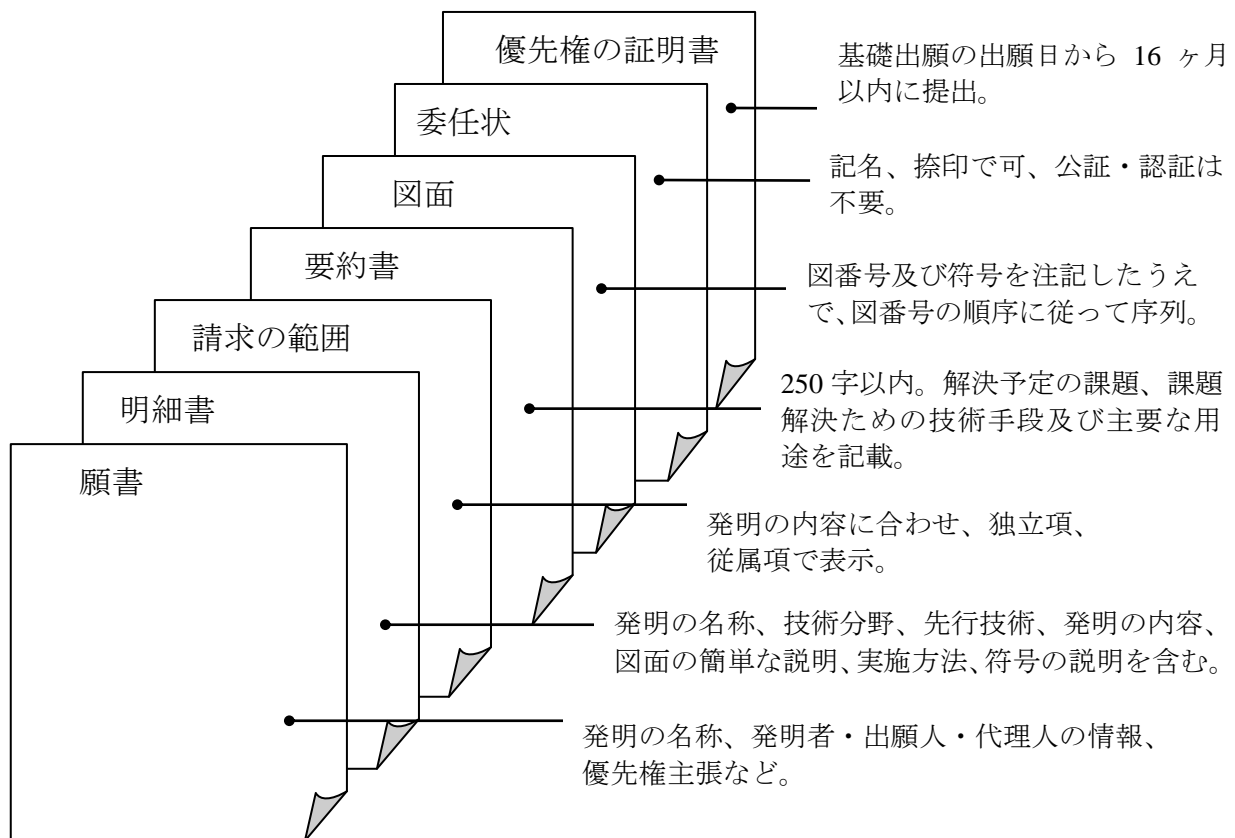 優先権の証明書
基礎出願の出願日から 16 ヶ月
以内に提出。
委任状
記名、捺印で可、公証・認証は
不要。
図面
図番号及び符号を注記したうえ
で、図番号の順序に従って序列。
要約書
250 字以内。解決予定の課題、課題
解決ための技術手段及び主要な用
途を記載。
請求の範囲
発明の内容に合わせ、独立項、
従属項で表示。
明細書
発明の名称、技術分野、先行技術、発明の内容、
図面の簡単な説明、実施方法、符号の説明を含む。
願書
発明の名称、発明者・出願人・代理人の情報、
優先権主張など。